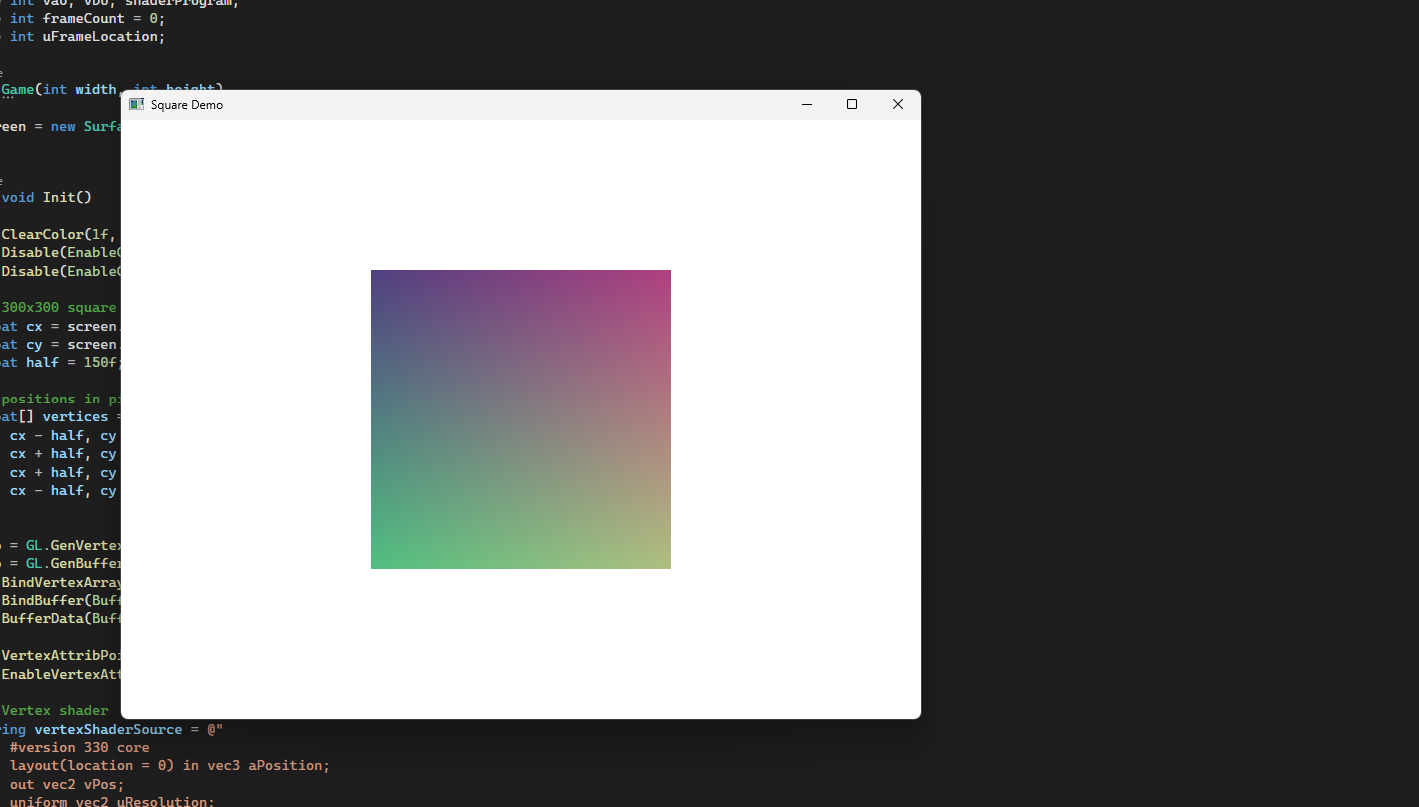 int vao, vbo, shaderProgram;
int frameCount = 0;
int uFrameLocation;
Game(int width, int height)
Square Demo
reen = new Surfa
void Init()
ClearColor(1f,
Disable(Enable
Disable(Enable
300x300 square
at cx = screen.
at cy = screen.
at half = 150f;
positions in pi
at[] vertices =
cx - half, cy
cx + half, cy
cx + half, cy
cx - half, cy
= GL.GenVertex
= GL.GenBuffer
BindVertexArray
BindBuffer(Buff
BufferData(Buff
VertexAttribPoi
EnableVertexAtt
Vertex shader
ring vertexShaderSource = @"
#version 330 core
layout(location = 0) in vec3 aPosition;
out vec2 vPos;
uniform vec2 uResolution;